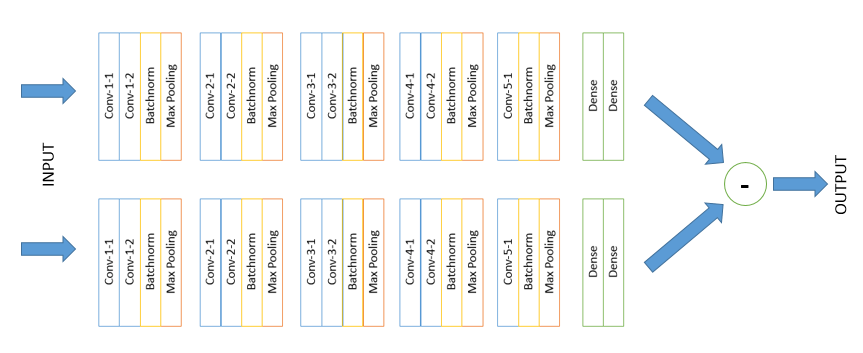 Conv-1-1
Conv-1-2
Batchnorm
Max Pooling
Conv-2-1
Conv-2-2
Batchnorm
Max Pooling
Conv-3-1
Conv-3-2
Batchnorm
Max Pooling
Conv-4-1
Conv-4-2
Batchnorm
Max Pooling
Conv-5-1
Batchnorm
Max Pooling
Dense
Dense
INPUT
-
OUTPUT
Conv-1-1
Conv-1-2
Batchnorm
Max Pooling
Conv-2-1
Conv-2-2
Batchnorm
Max Pooling
Conv-3-1
Conv-3-2
Batchnorm
Max Pooling
Conv-4-1
Conv-4-2
Batchnorm
Max Pooling
Conv-5-1
Batchnorm
Max Pooling
Dense
Dense